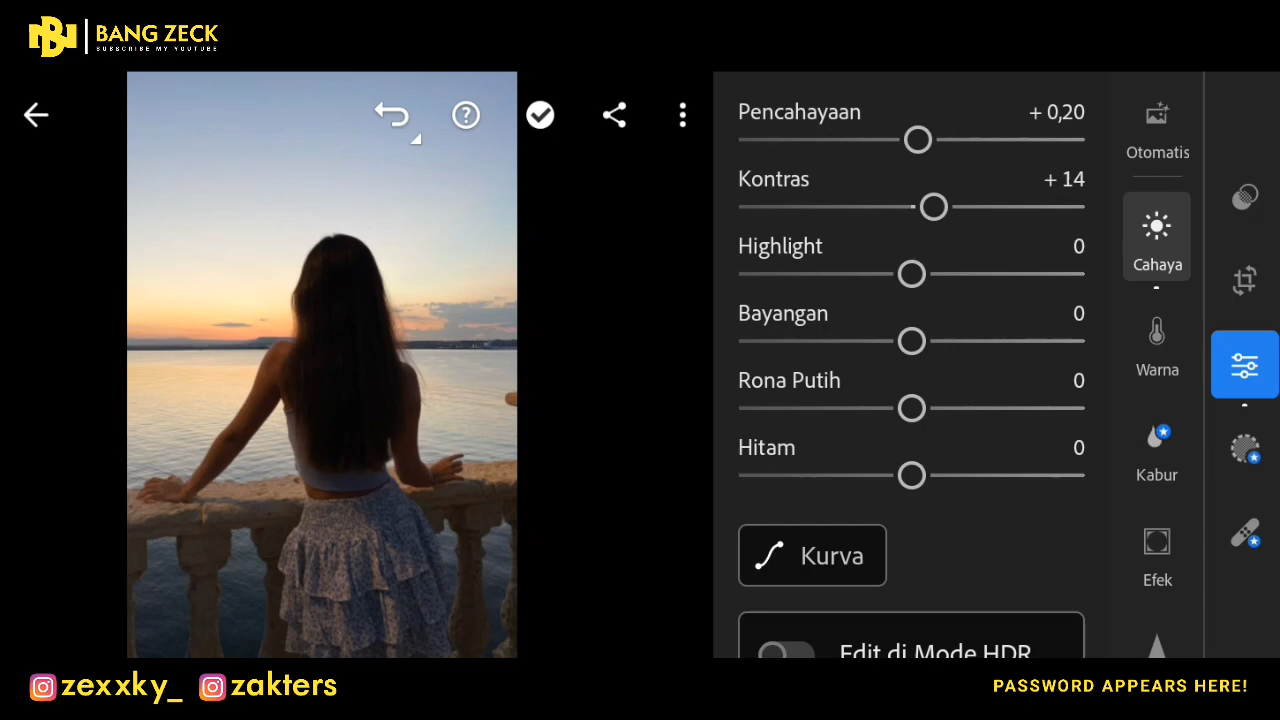 BANG ZECK
SUBSCRIBE MY YOUTUBE
Pencahayaan + 0,20
Kontras + 14
Highlight 0
Bayangan 0
Rona Putih 0
Hitam 0
Kurva
Edit di Mode HDR
Otomatis
Cahaya
Warna
Kabur
Efek
zexxky_ zakters
PASSWORD APPEARS HERE!